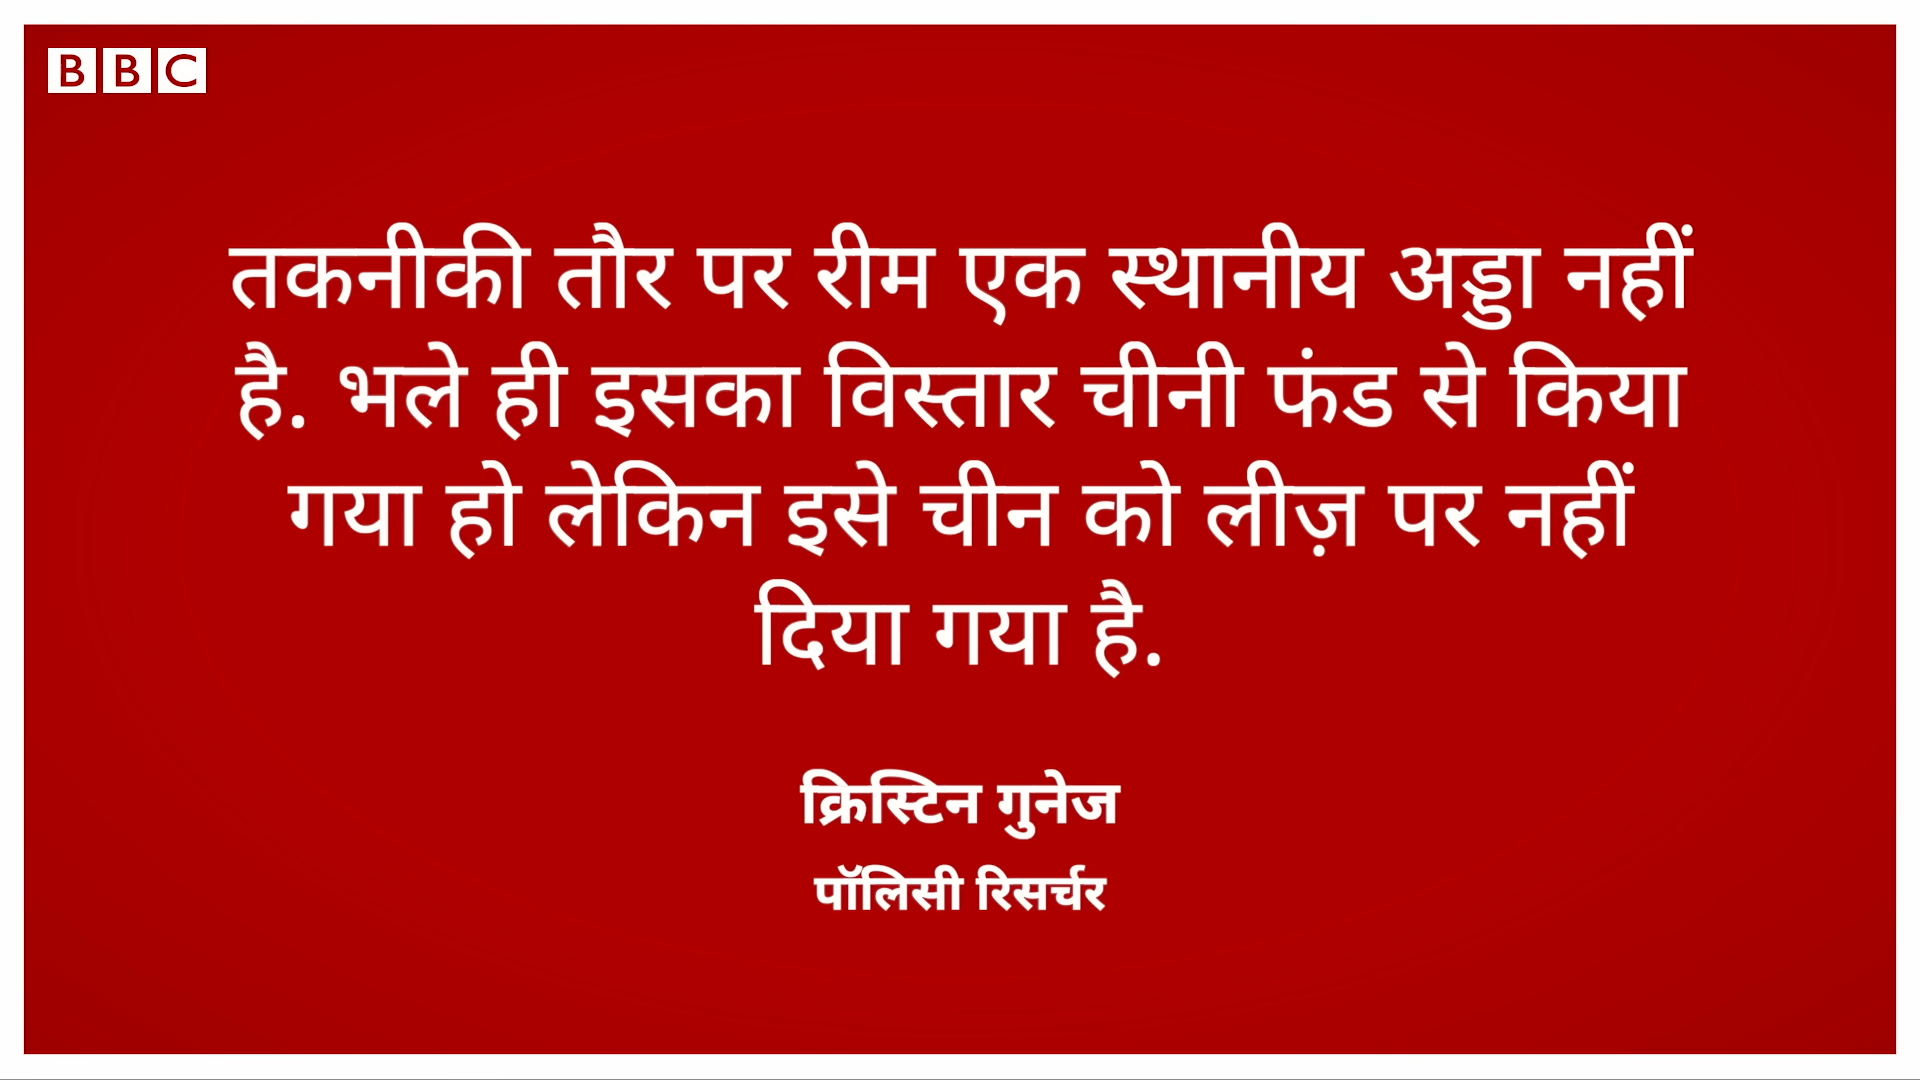 BBC
तकनीकी तौर पर रीम एक स्थानीय अड्डा नहीं
है. भले ही इसका विस्तार चीनी फंड से किया
गया हो लेकिन इसे चीन को लीज़ पर नहीं
दिया गया है.
क्रिस्टिन गुनेज
पॉलिसी रिसर्चर